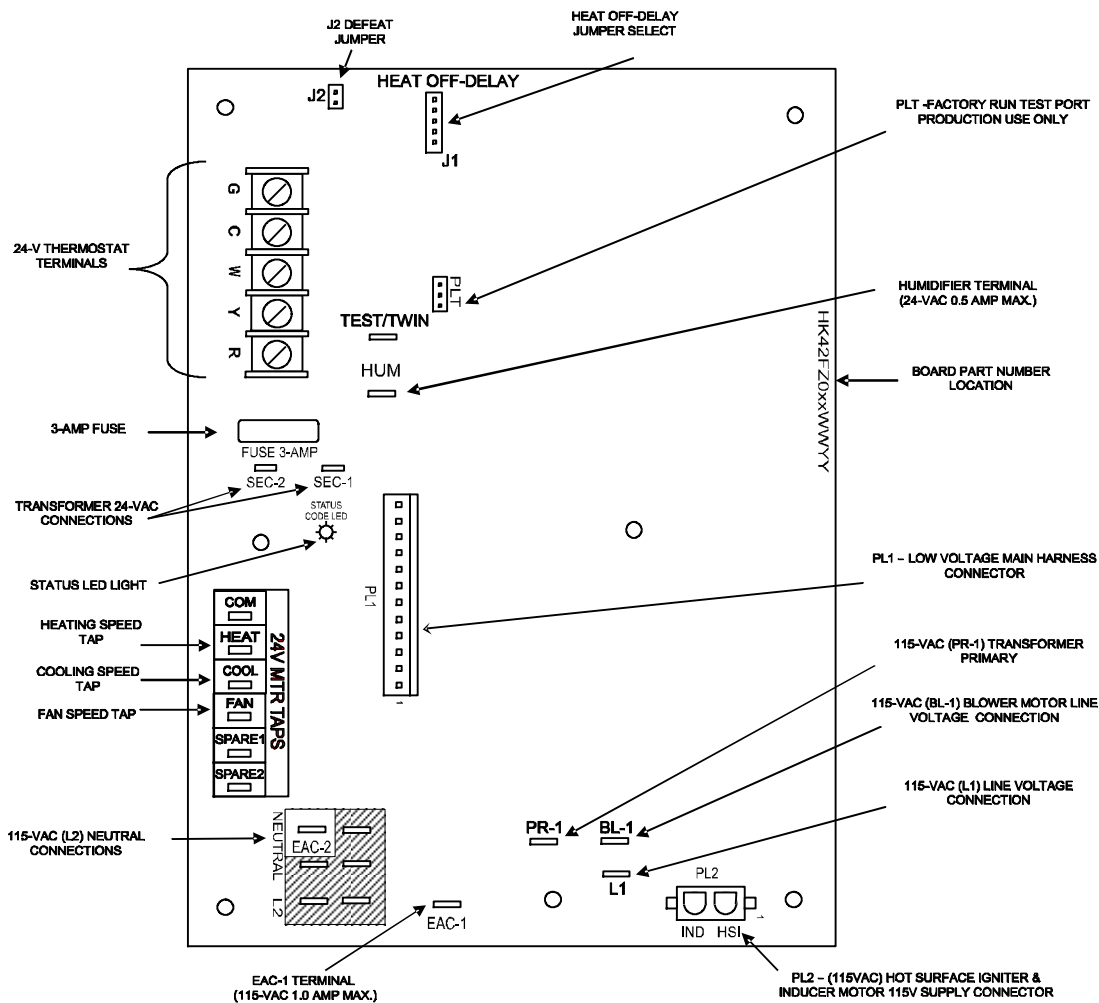 J2 DEFEAT
JUMPER
HEAT OFF-DELAY
JUMPER SELECT
HEAT OFF-DELAY
J2
J1
PLT -FACTORY RUN TEST PORT
PRODUCTION USE ONLY
24-V THERMOSTAT
TERMINALS
G
C
W
Y
R
PLT
TEST/TWIN
HUM
HUMIDIFIER TERMINAL
(24-VAC 0.5 AMP MAX.)
HK42FZ0xxWWYY
BOARD PART NUMBER
LOCATION
3-AMP FUSE
FUSE 3-AMP
SEC-2
SEC-1
TRANSFORMER 24-VAC
CONNECTIONS
STATUS
CODE LED
STATUS LED LIGHT
PL1
1
PL1 – LOW VOLTAGE MAIN HARNESS
CONNECTOR
COM
HEAT
COOL
FAN
SPARE1
SPARE2
24V MTR TAPS
HEATING SPEED
TAP
COOLING SPEED
TAP
FAN SPEED TAP
115-VAC (PR-1) TRANSFORMER
PRIMARY
115-VAC (BL-1) BLOWER MOTOR LINE
VOLTAGE CONNECTION
115-VAC (L1) LINE VOLTAGE
CONNECTION
115-VAC (L2) NEUTRAL
CONNECTIONS
NEUTRAL
L2
EAC-2
EAC-1
PR-1
BL-1
L1
PL2
1
IND
HSI
EAC-1 TERMINAL
(115-VAC 1.0 AMP MAX.)
PL2 – (115VAC) HOT SURFACE IGNITER &
INDUCER MOTOR 115V SUPPLY CONNECTOR